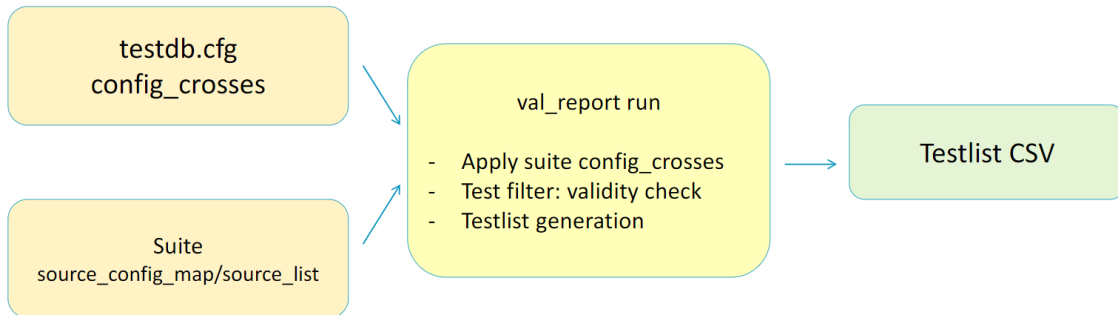 testdb.cfg
config_crosses
Suite
source_config_map/source_list
val_report run
- Apply suite config_crosses
- Test filter: validity check
- Testlist generation
Testlist CSV